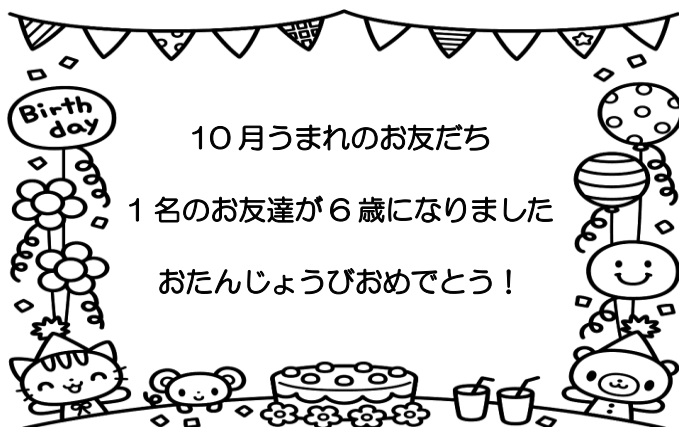 Birth
day
10月うまれのお友だち
1名のお友達が6歳になりました
おたんじょうびおめでとう！